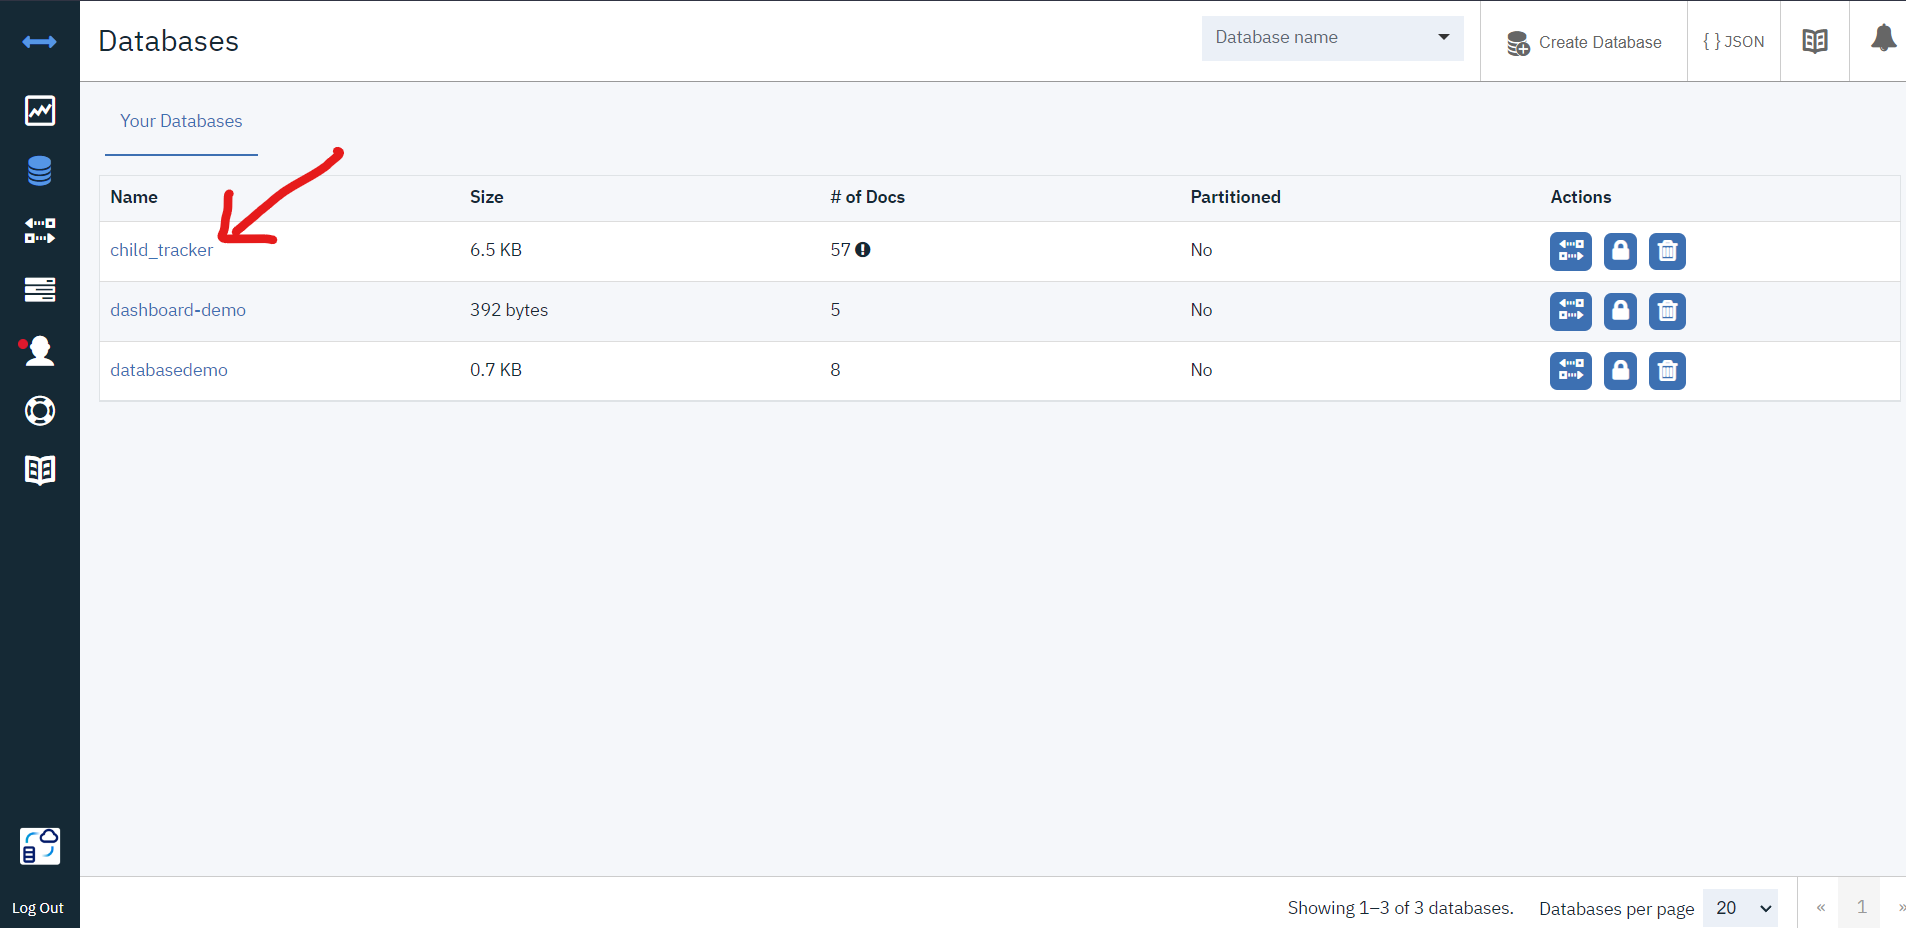 Databases
Database name
Create Database
{ } JSON
Your Databases
Name Size # of Docs Partitioned Actions
child_tracker 6.5 KB 57 No
dashboard-demo 392 bytes 5 No
databasedemo 0.7 KB 8 No
Log Out
Showing 1–3 of 3 databases. Databases per page 20 « 1 »